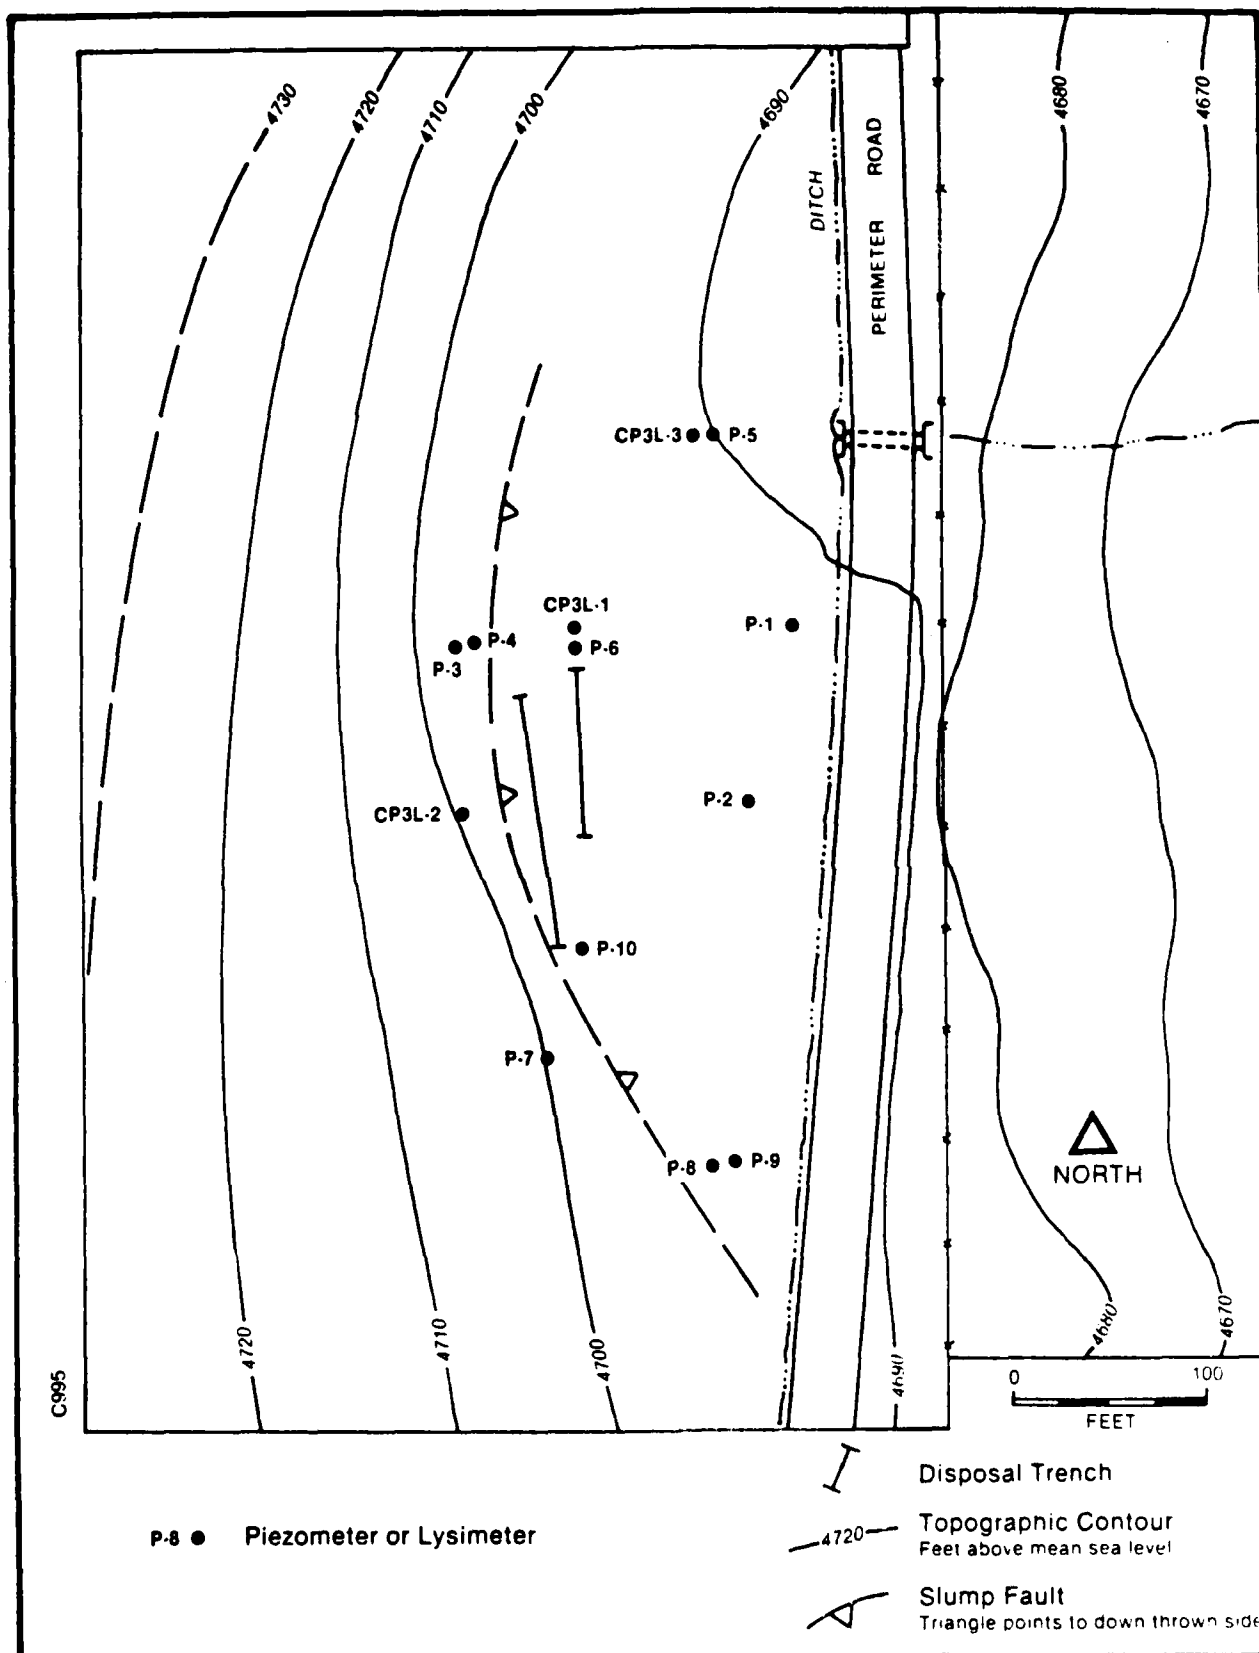 4730
4720
4710
4700
4690
4680
4670
DITCH
PERIMETER ROAD
CP3L-3
P-5
CP3L-1
P-6
P-4
P-3
P-1
P-2
CP3L-2
P-10
P-7
P-8
P-9
NORTH
4720
4710
4700
4690
4680
4670
0 100
FEET
C995
P-8 Piezometer or Lysimeter
Disposal Trench
4720
Topographic Contour
Feet above mean sea level
Slump Fault
Triangle points to down thrown side